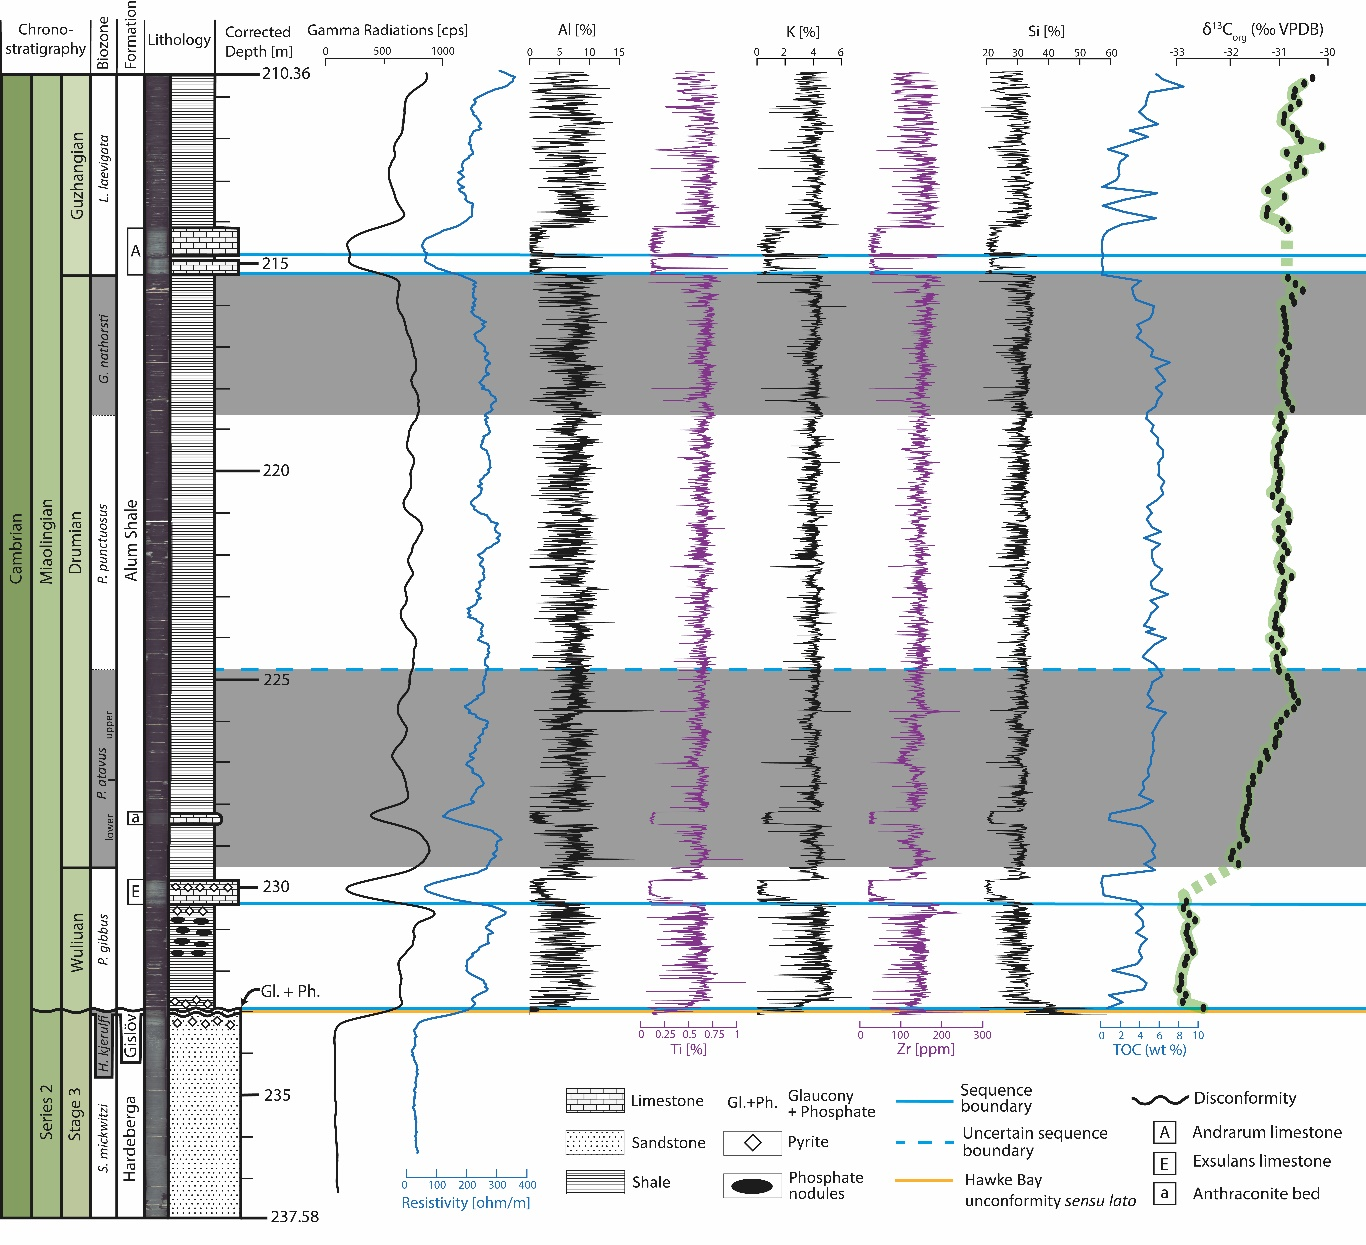 Chrono-
stratigraphy
Biozone
Formation
Lithology
Corrected
Depth [m]
Gamma Radiations [cps]
0 500 1000
Al [%]
0 5 10 15
K [%]
0 2 4 6
Si [%]
20 30 40 50 60
δ¹³Corg (‰ VPDB)
-33 -32 -31 -30
210.36
215
220
225
230
235
237.58
Cambrian
Miaolingian
Series 2
Guzhangian
Drumian
Wuliuan
Stage 3
L. laevigata
G. nathorsti
P. punctuosus
P. atavus
upper
lower
P. gibbus
H. kjerulfi
S. mickwitzi
Alum Shale
Gislöv
Hardeberga
A
a
E
Gl. + Ph.
0 0.25 0.5 0.75 1
Ti [%]
0 100 200 300
Zr [ppm]
0 2 4 6 8 10
TOC (wt %)
0 100 200 300 400
Resistivity [ohm/m]
Limestone
Sandstone
Shale
Gl.+Ph.
Glaucony
+ Phosphate
Pyrite
Phosphate
nodules
Sequence
boundary
Uncertain sequence
boundary
Hawke Bay
unconformity sensu lato
Disconformity
A Andrarum limestone
E Exsulans limestone
a Anthraconite bed